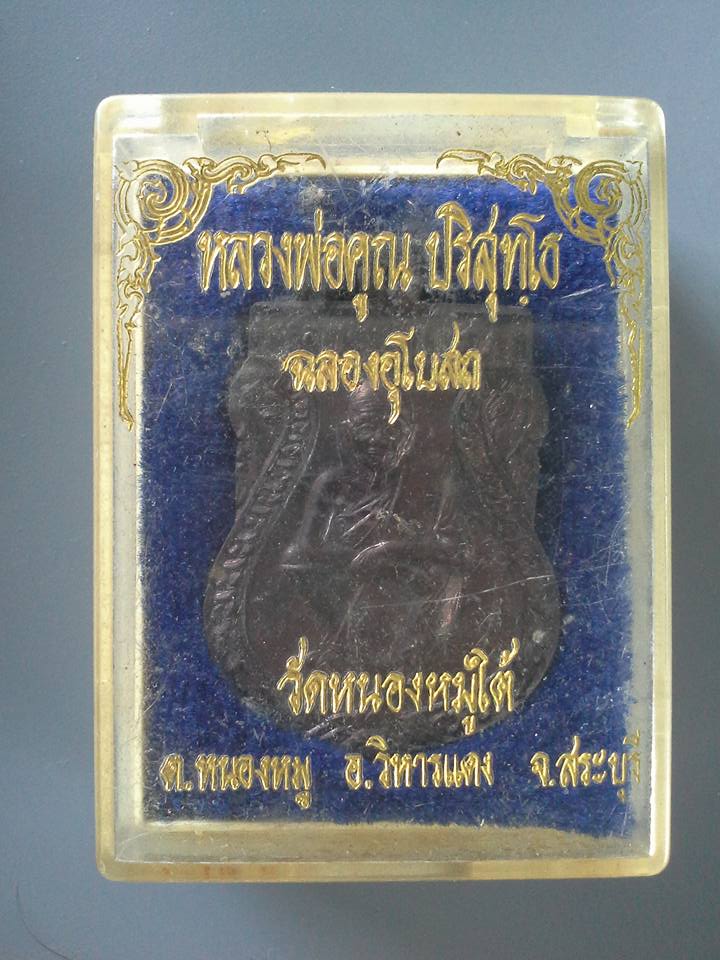 หลวงพ่อคูณ ปริสุทฺโธ
ฉลองอุโบสถ
วัดหนองหมูใต้
ต.หนองหมู อ.วิหารแดง จ.สระบุรี